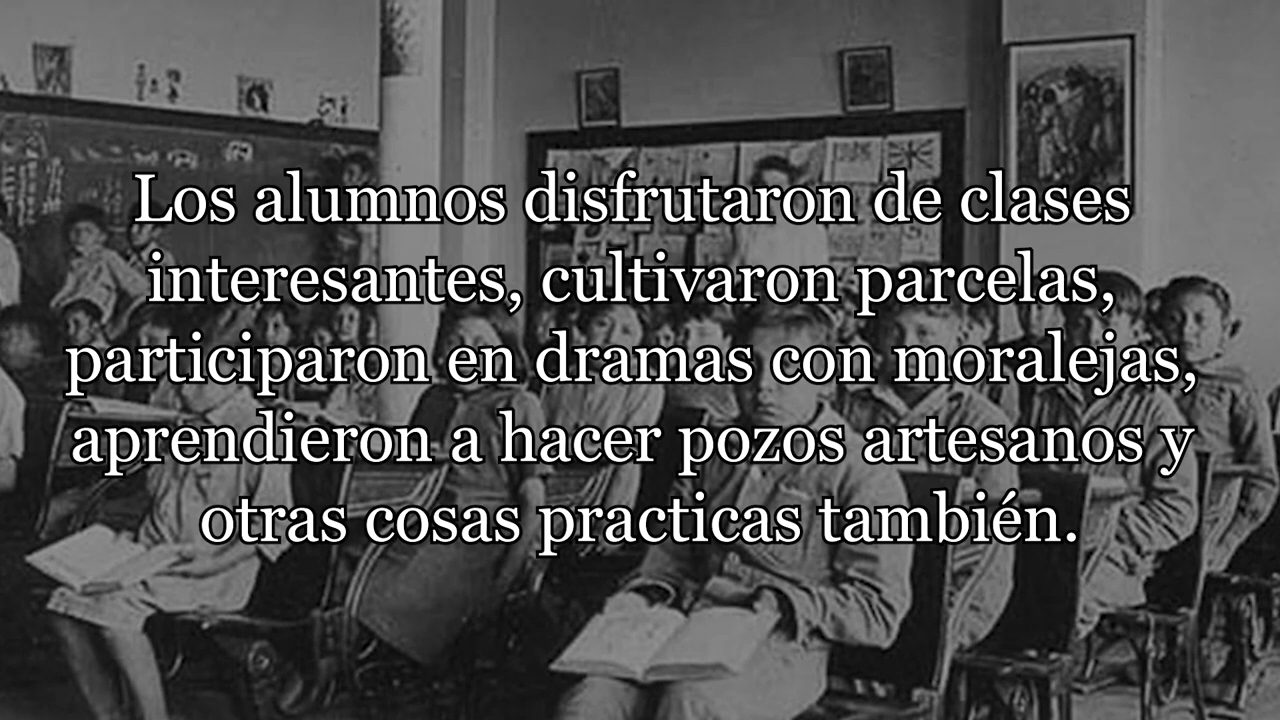 Los alumnos disfrutaron de clases
interesantes, cultivaron parcelas,
participaron en dramas con moralejas,
aprendieron a hacer pozos artesanos y
otras cosas practicas también.